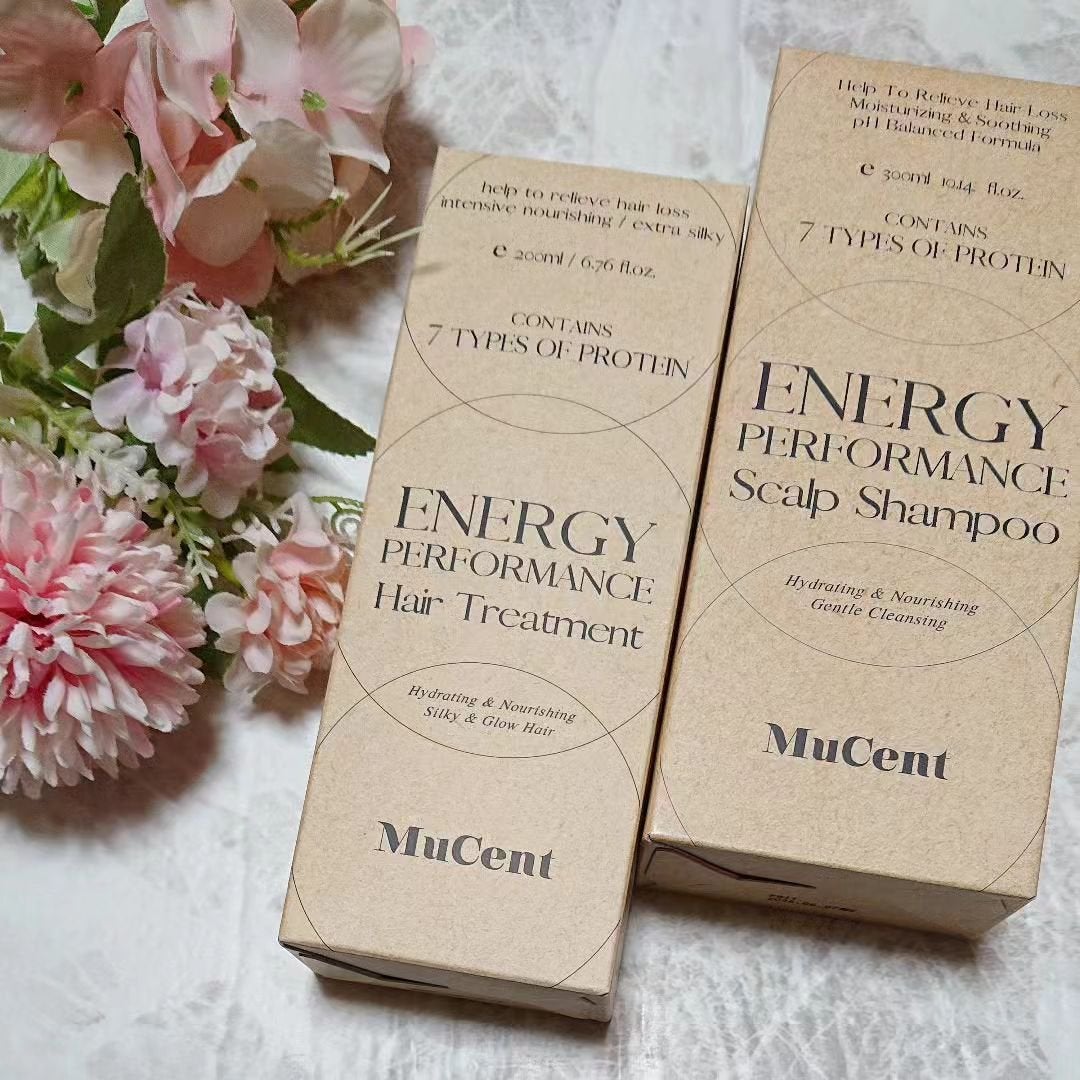 help to relieve hair loss
intensive nourishing / extra silky
e 200ml / 6.76 fl.oz.
CONTAINS
7 TYPES OF PROTEIN
ENERGY
PERFORMANCE
Hair Treatment
Hydrating & Nourishing
Silky & Glow Hair
MuCent
Help To Relieve Hair Loss
Moisturizing & Soothing
pH Balanced Formula
e 300ml 10.14. fl.oz.
CONTAINS
7 TYPES OF PROTEIN
ENERGY
PERFORMANCE
Scalp Shampoo
Hydrating & Nourishing
Gentle Cleansing
MuCent